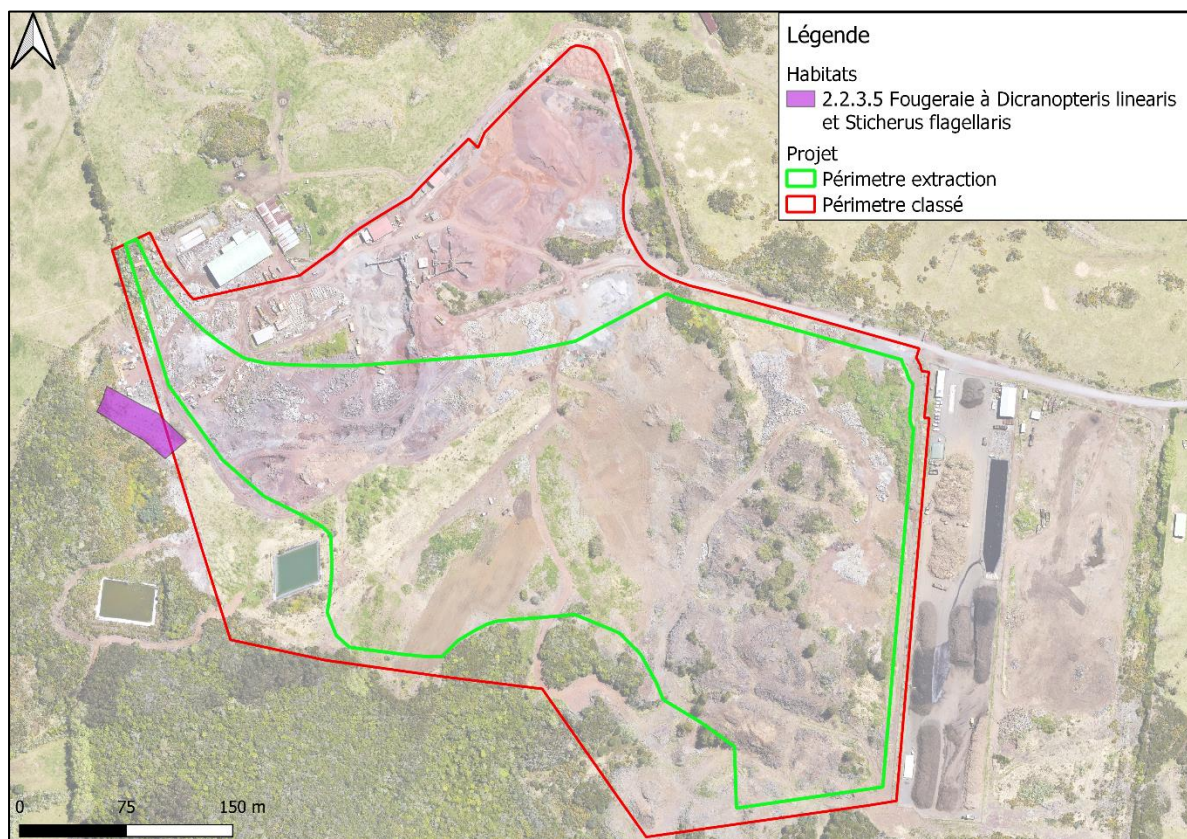 Légende
Habitats
2.2.3.5 Fougeraie à Dicranopteris linearis
et Sticherus flagellaris
Projet
Périmetre extraction
Périmetre classé
0 75 150 m